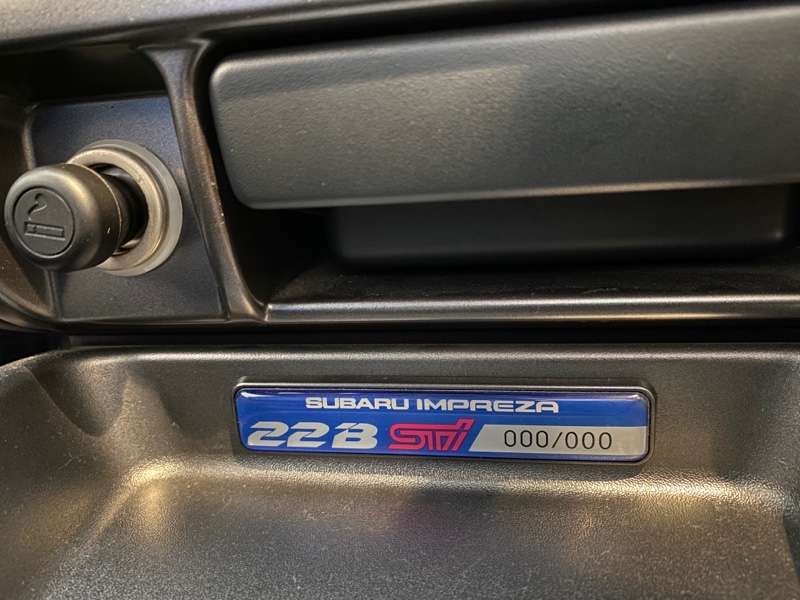 SUBARU IMPREZA
22B STI 000/000